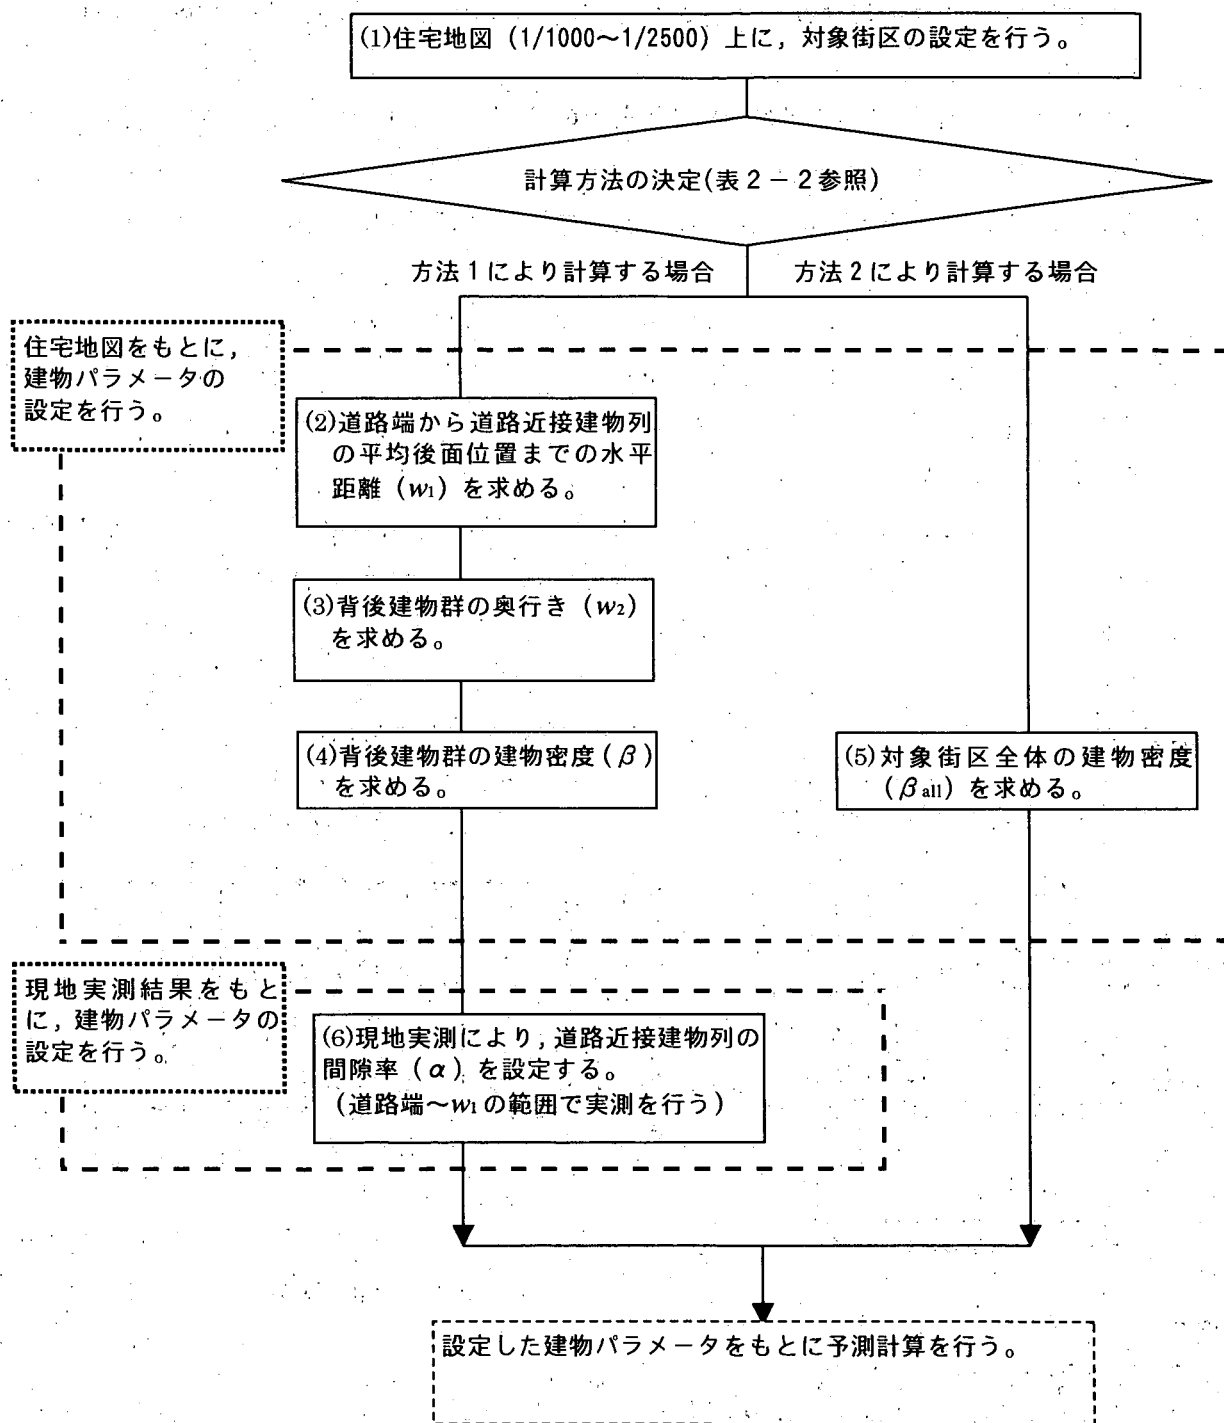 (1)住宅地図（1/1000～1/2500）上に，対象街区の設定を行う。
計算方法の決定(表２－２参照)
方法１により計算する場合
方法２により計算する場合
住宅地図をもとに，
建物パラメータの
設定を行う。
(2)道路端から道路近接建物列
の平均後面位置までの水平
距離（w1）を求める。
(3)背後建物群の奥行き（w2）
を求める。
(4)背後建物群の建物密度(β)
を求める。
(5)対象街区全体の建物密度
（βall）を求める。
現地実測結果をもと
に，建物パラメータの
設定を行う。
(6)現地実測により，道路近接建物列の
間隙率（α）を設定する。
（道路端～w1の範囲で実測を行う）
設定した建物パラメータをもとに予測計算を行う。